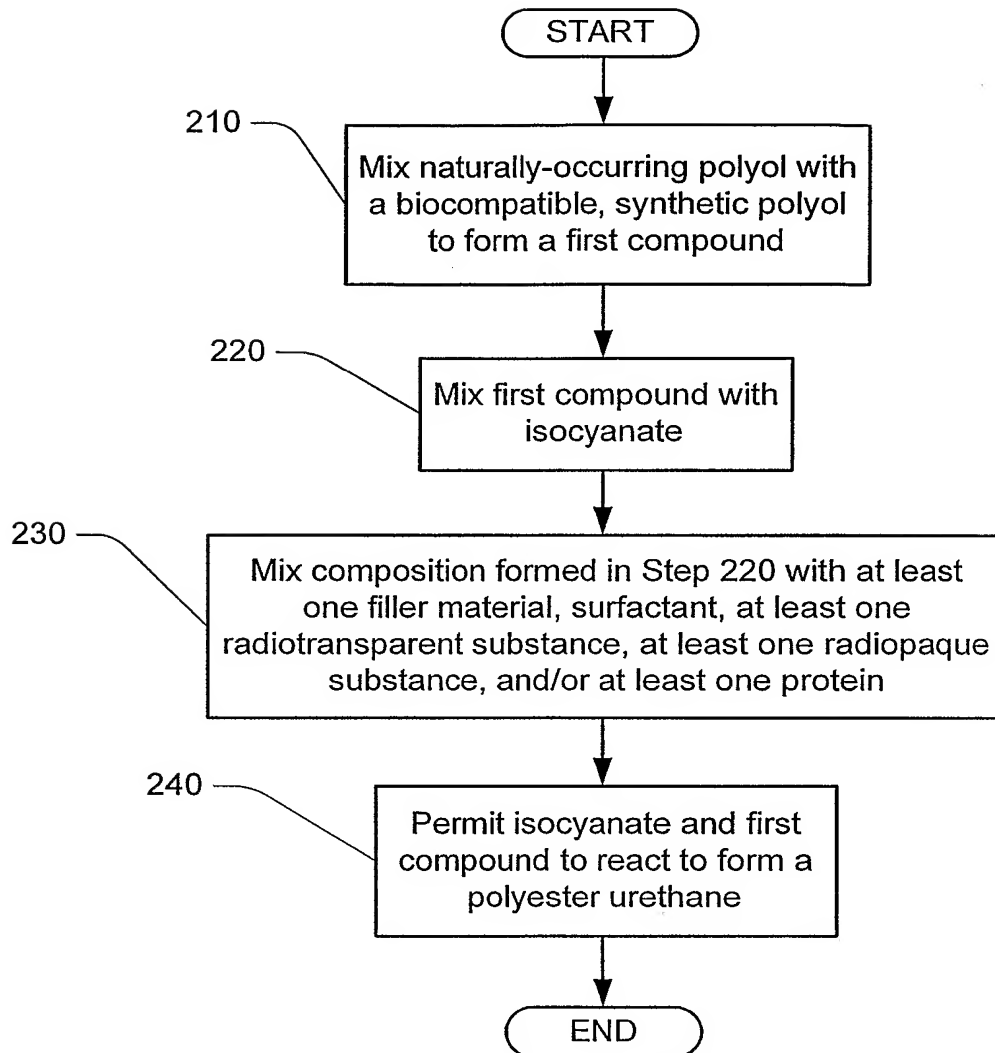 START
210
Mix naturally-occurring polyol with
a biocompatible, synthetic polyol
to form a first compound
220
Mix first compound with
isocyanate
230
Mix composition formed in Step 220 with at least
one filler material, surfactant, at least one
radiotransparent substance, at least one radiopaque
substance, and/or at least one protein
240
Permit isocyanate and first
compound to react to form a
polyester urethane
END